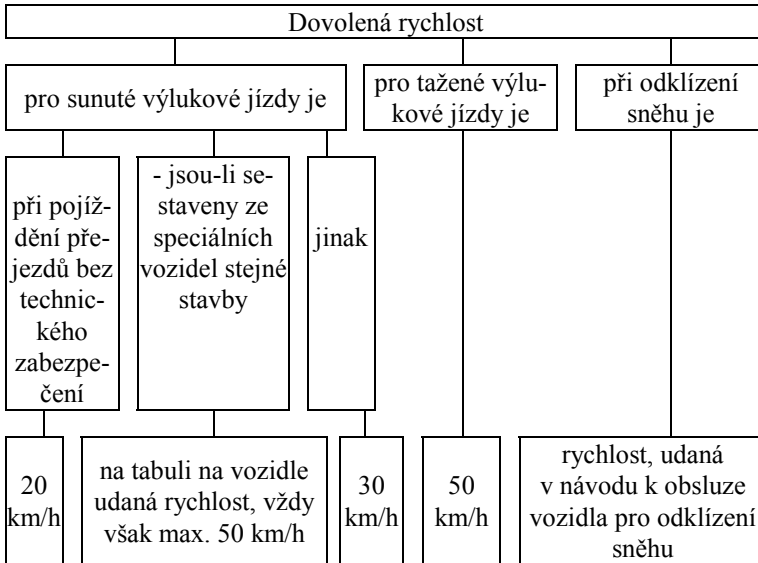 Dovolená rychlost
pro sunuté výlukové jízdy je
pro tažené výlu-
kové jízdy je
při odklízení
sněhu je
při pojíž-
dění pře-
jezdů bez
technic-
kého
zabezpe-
čení
- jsou-li se-
staveny ze
speciálních
vozidel stejné
stavby
jinak
20
km/h
na tabuli na vozidle
udaná rychlost, vždy
však max. 50 km/h
30
km/h
50
km/h
rychlost, udaná
v návodu k obsluze
vozidla pro odklízení
sněhu